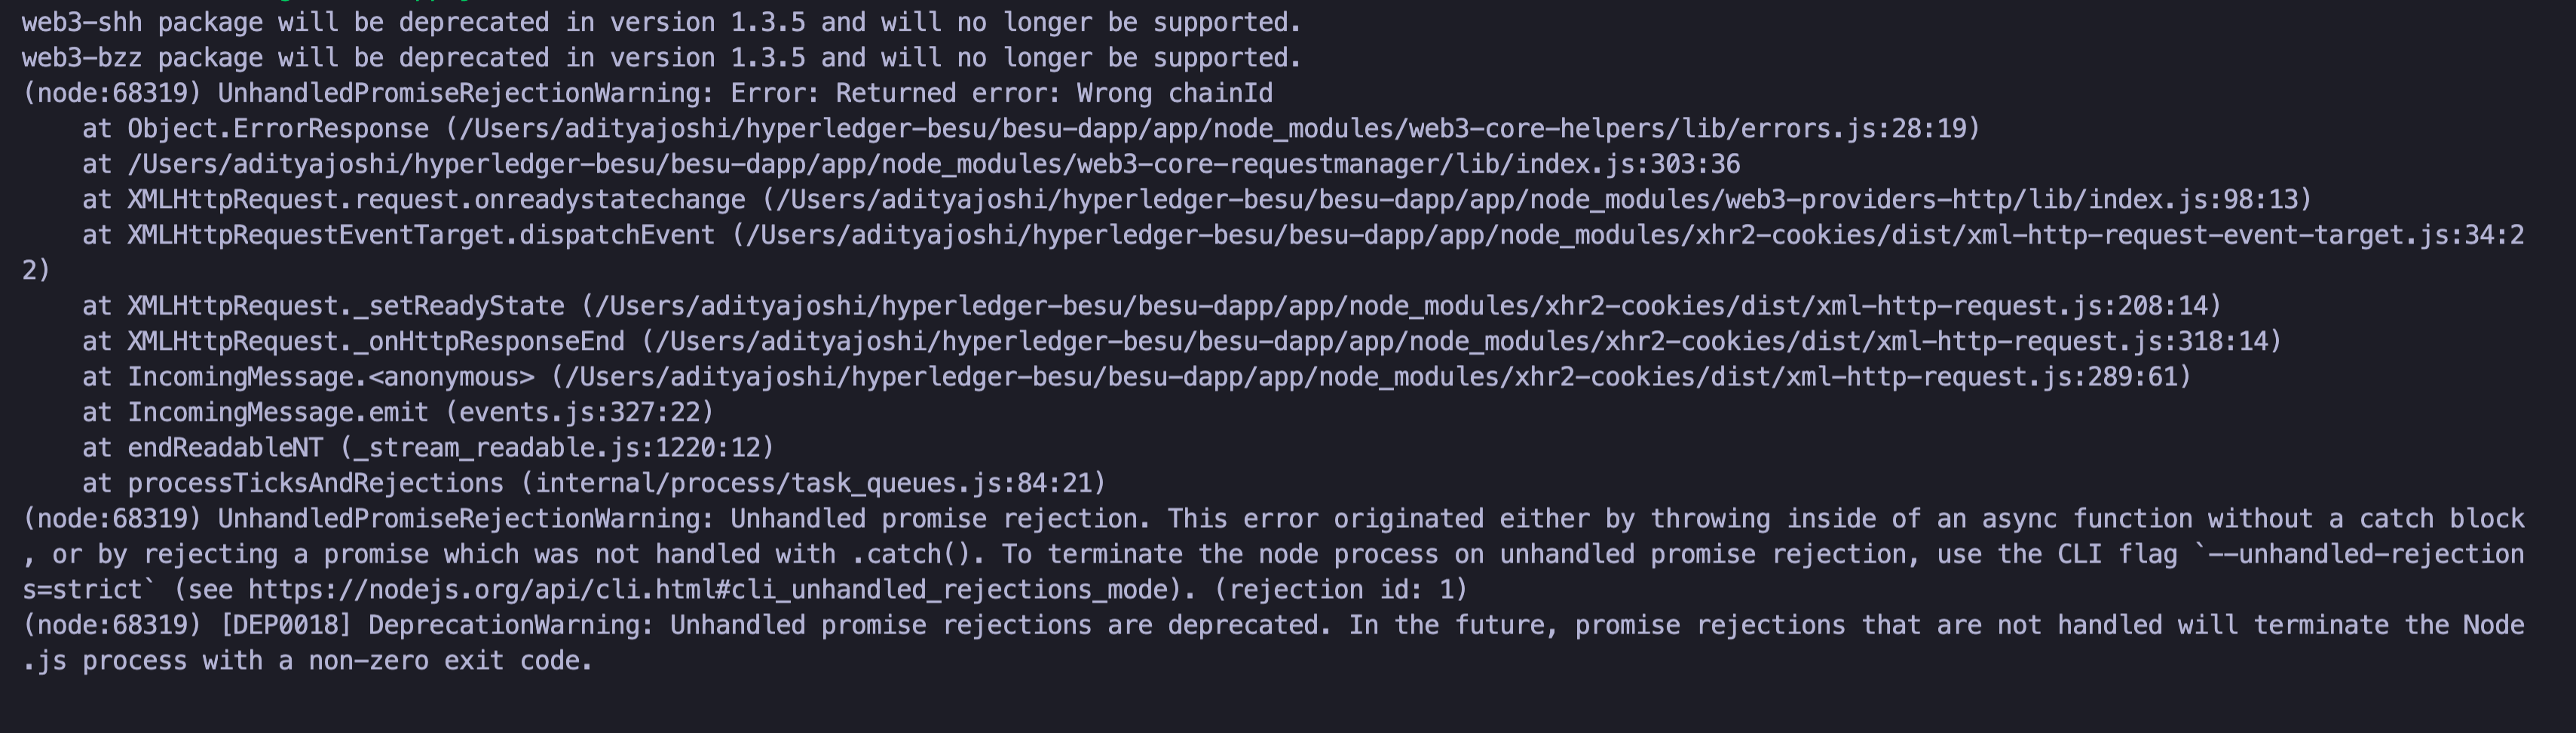 web3-shh package will be deprecated in version 1.3.5 and will no longer be supported.
web3-bzz package will be deprecated in version 1.3.5 and will no longer be supported.
(node:68319) UnhandledPromiseRejectionWarning: Error: Returned error: Wrong chainId
    at Object.ErrorResponse (/Users/adityajoshi/hyperledger-besu/besu-dapp/app/node_modules/web3-core-helpers/lib/errors.js:28:19)
    at /Users/adityajoshi/hyperledger-besu/besu-dapp/app/node_modules/web3-core-requestmanager/lib/index.js:303:36
    at XMLHttpRequest.request.onreadystatechange (/Users/adityajoshi/hyperledger-besu/besu-dapp/app/node_modules/web3-providers-http/lib/index.js:98:13)
    at XMLHttpRequestEventTarget.dispatchEvent (/Users/adityajoshi/hyperledger-besu/besu-dapp/app/node_modules/xhr2-cookies/dist/xml-http-request-event-target.js:34:2
2)
    at XMLHttpRequest._setReadyState (/Users/adityajoshi/hyperledger-besu/besu-dapp/app/node_modules/xhr2-cookies/dist/xml-http-request.js:208:14)
    at XMLHttpRequest._onHttpResponseEnd (/Users/adityajoshi/hyperledger-besu/besu-dapp/app/node_modules/xhr2-cookies/dist/xml-http-request.js:318:14)
    at IncomingMessage.<anonymous> (/Users/adityajoshi/hyperledger-besu/besu-dapp/app/node_modules/xhr2-cookies/dist/xml-http-request.js:289:61)
    at IncomingMessage.emit (events.js:327:22)
    at endReadableNT (_stream_readable.js:1220:12)
    at processTicksAndRejections (internal/process/task_queues.js:84:21)
(node:68319) UnhandledPromiseRejectionWarning: Unhandled promise rejection. This error originated either by throwing inside of an async function without a catch block
, or by rejecting a promise which was not handled with .catch(). To terminate the node process on unhandled promise rejection, use the CLI flag `--unhandled-rejection
s=strict` (see https://nodejs.org/api/cli.html#cli_unhandled_rejections_mode). (rejection id: 1)
(node:68319) [DEP0018] DeprecationWarning: Unhandled promise rejections are deprecated. In the future, promise rejections that are not handled will terminate the Node
.js process with a non-zero exit code.